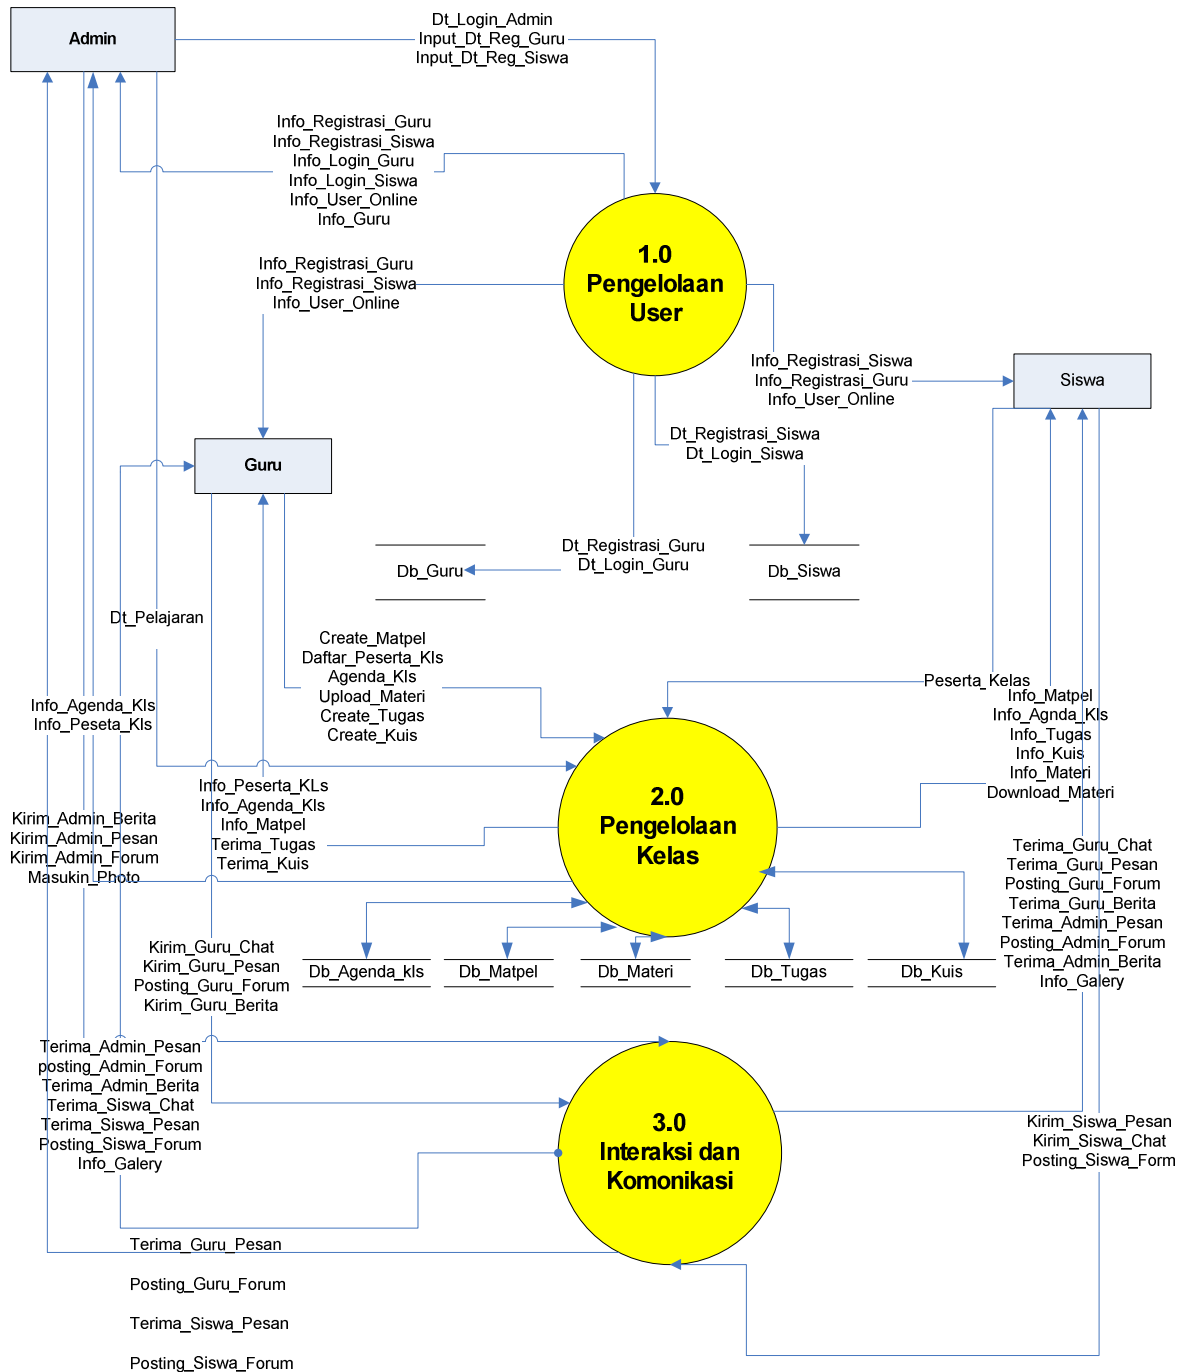 Admin
Dt_Login_Admin
Input_Dt_Reg_Guru
Input_Dt_Reg_Siswa
Info_Registrasi_Guru
Info_Registrasi_Siswa
Info_Login_Guru
Info_Login_Siswa
Info_User_Online
Info_Guru
1.0
Pengelolaan
User
Info_Registrasi_Guru
Info_Registrasi_Siswa
Info_User_Online
Info_Registrasi_Siswa
Info_Registrasi_Guru
Info_User_Online
Siswa
Dt_Registrasi_Siswa
Dt_Login_Siswa
Guru
Dt_Registrasi_Guru
Dt_Login_Guru
Db_Guru
Db_Siswa
Dt_Pelajaran
Create_Matpel
Daftar_Peserta_Kls
Agenda_Kls
Upload_Materi
Create_Tugas
Create_Kuis
Peserta_Kelas
Info_Matpel
Info_Agnda_Kls
Info_Tugas
Info_Kuis
Info_Materi
Download_Materi
Info_Agenda_Kls
Info_Peseta_Kls
2.0
Pengelolaan
Kelas
Info_Peserta_KLs
Info_Agenda_Kls
Info_Matpel
Terima_Tugas
Terima_Kuis
Kirim_Admin_Berita
Kirim_Admin_Pesan
Kirim_Admin_Forum
Masukin_Photo
Terima_Guru_Chat
Terima_Guru_Pesan
Posting_Guru_Forum
Terima_Guru_Berita
Terima_Admin_Pesan
Posting_Admin_Forum
Terima_Admin_Berita
Info_Galery
Kirim_Guru_Chat
Kirim_Guru_Pesan
Posting_Guru_Forum
Kirim_Guru_Berita
Db_Agenda_kls
Db_Matpel
Db_Materi
Db_Tugas
Db_Kuis
Terima_Admin_Pesan
posting_Admin_Forum
Terima_Admin_Berita
Terima_Siswa_Chat
Terima_Siswa_Pesan
Posting_Siswa_Forum
Info_Galery
3.0
Interaksi dan
Komonikasi
Kirim_Siswa_Pesan
Kirim_Siswa_Chat
Posting_Siswa_Form
Terima_Guru_Pesan
Posting_Guru_Forum
Terima_Siswa_Pesan
Posting_Siswa_Forum